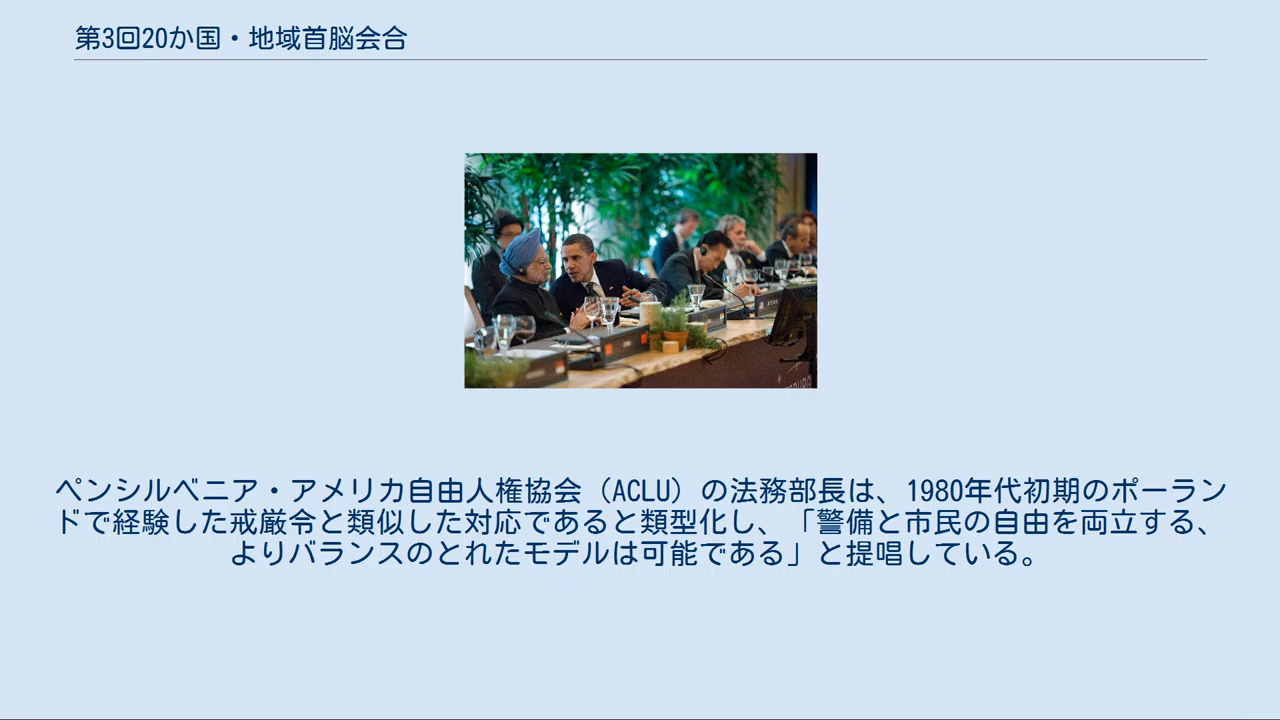 第3回20か国・地域首脳会合
ペンシルベニア・アメリカ自由人権協会（ACLU）の法務部長は、1980年代初期のポーラン
ドで経験した戒厳令と類似した対応であると類型化し、「警備と市民の自由を両立する、
よりバランスのとれたモデルは可能である」と提唱している。